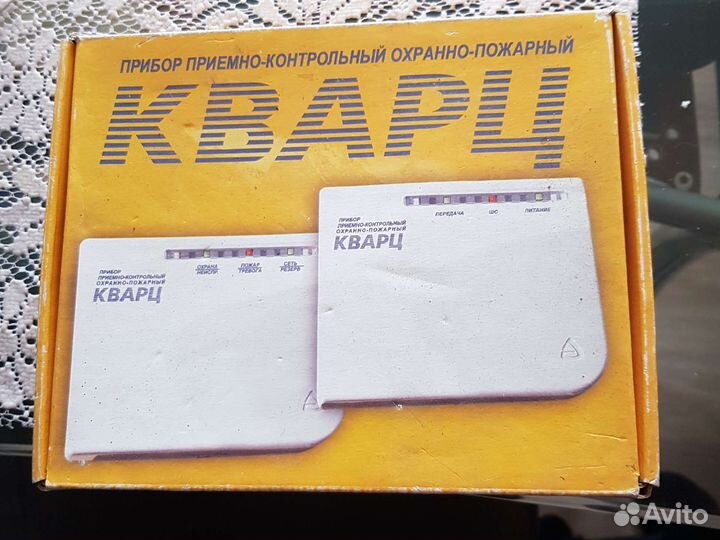 ПРИБОР ПРИЕМНО-КОНТРОЛЬНЫЙ ОХРАННО-ПОЖАРНЫЙ
КВАРЦ
ПРИБОР
ПРИЕМНО-КОНТРОЛЬНЫЙ
ОХРАННО-ПОЖАРНЫЙ
КВАРЦ
ПЕРЕДАЧА ШС ПИТАНИЕ
ПРИБОР
ПРИЕМНО-КОНТРОЛЬНЫЙ
ОХРАННО-ПОЖАРНЫЙ
КВАРЦ
ОХРАНА ПОЖАР СЕТЬ
НЕИСПР. ТРЕВОГА РЕЗЕРВ
Avito